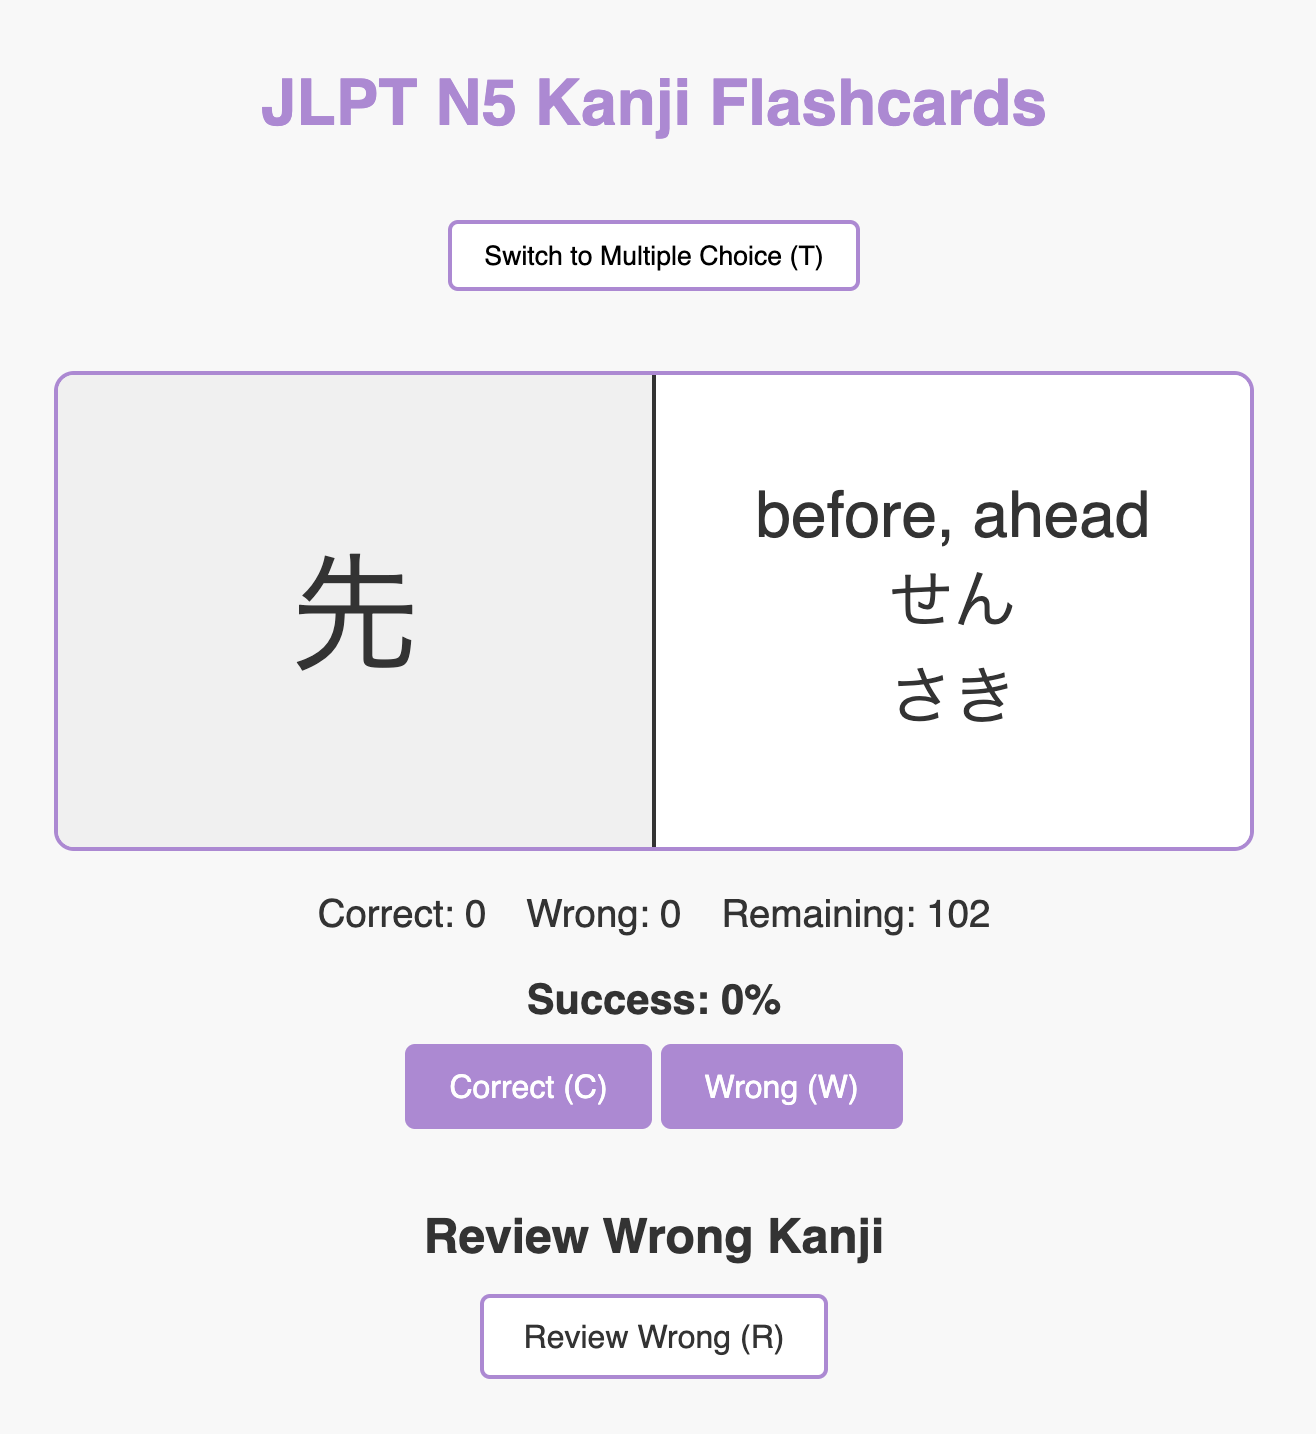 JLPT N5 Kanji Flashcards
Switch to Multiple Choice (T)
先
before, ahead
せん
さき
Correct: 0 Wrong: 0 Remaining: 102
Success: 0%
Correct (C) Wrong (W)
Review Wrong Kanji
Review Wrong (R)